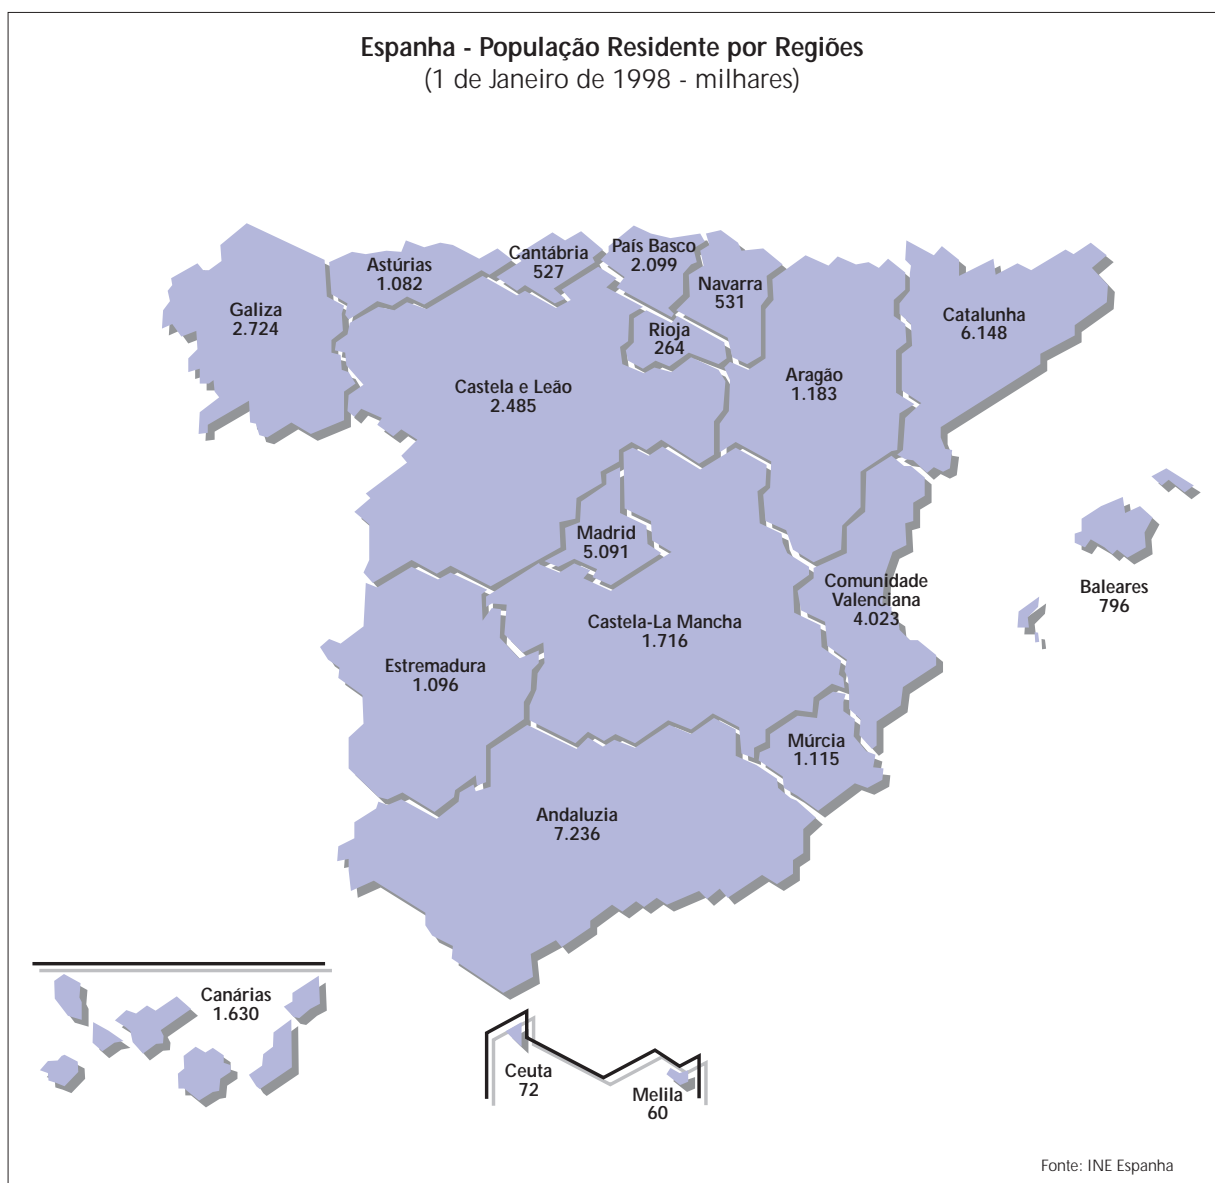 Espanha - População Residente por Regiões
(1 de Janeiro de 1998 - milhares)
Cantábria
527
País Basco
2.099
Astúrias
1.082
Navarra
531
Galiza
2.724
Rioja
264
Catalunha
6.148
Castela e Leão
2.485
Aragão
1.183
Madrid
5.091
Comunidade
Valenciana
4.023
Baleares
796
Castela-La Mancha
1.716
Estremadura
1.096
Múrcia
1.115
Andaluzia
7.236
Canárias
1.630
Ceuta
72
Melila
60
Fonte: INE Espanha